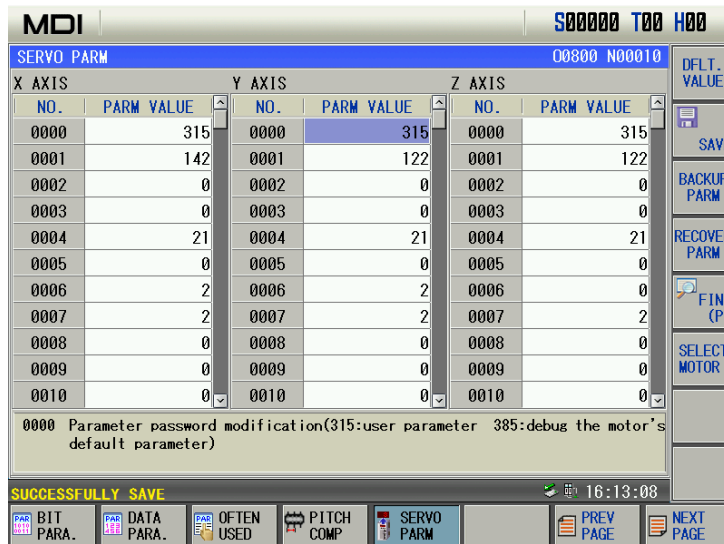 MDI
S00000 T00 H00
SERVO PARM
O0800 N00010
X AXIS
Y AXIS
Z AXIS
NO. PARM VALUE NO. PARM VALUE NO. PARM VALUE
0000 315 0000 315 0000 315
0001 142 0001 122 0001 122
0002 0 0002 0 0002 0
0003 0 0003 0 0003 0
0004 21 0004 21 0004 21
0005 0 0005 0 0005 0
0006 2 0006 2 0006 0
0007 2 0007 2 0007 2
0008 0 0008 0 0008 0
0009 0 0009 0 0009 0
0010 0 0010 0 0010 0
0000 Parameter password modification(315:user parameter 385:debug the motor's
default parameter)
SUCCESSFULLY SAVE
16:13:08
DFLT.
VALUE
SAV
BACKUP
PARM
RECOVE
PARM
FIN
(P
SELECT
MOTOR
PAR BIT
PARA.
PAR DATA
PARA.
PAR OFTEN
USED
PITCH
COMP
SERVO
PARM
PREV
PAGE
NEXT
PAGE